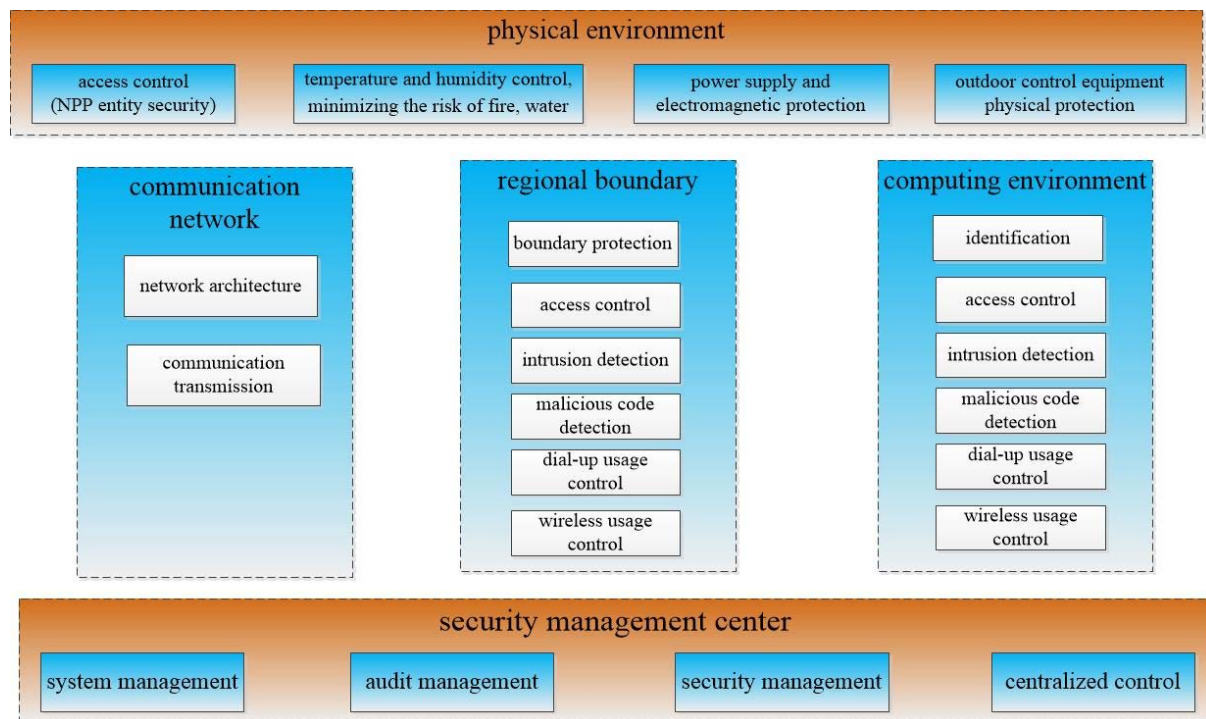 physical environment
access control
(NPP entity security)
temperature and humidity control,
minimizing the risk of fire, water
power supply and
electromagnetic protection
outdoor control equipment
physical protection
communication
network
network architecture
communication
transmission
regional boundary
boundary protection
access control
intrusion detection
malicious code
detection
dial-up usage
control
wireless usage
control
computing environment
identification
access control
intrusion detection
malicious code
detection
dial-up usage
control
wireless usage
control
security management center
system management
audit management
security management
centralized control